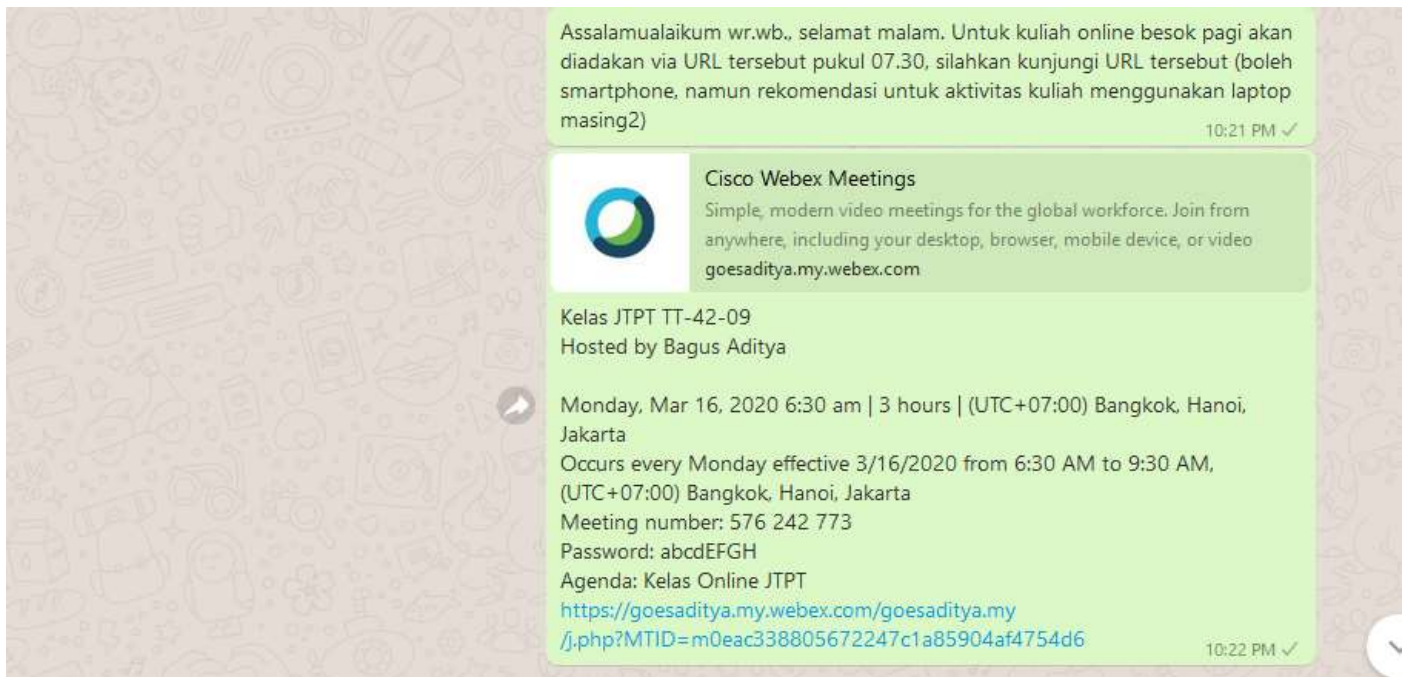 Assalamualaikum wr.wb., selamat malam. Untuk kuliah online besok pagi akan
diadakan via URL tersebut pukul 07.30, silahkan kunjungi URL tersebut (boleh
smartphone, namun rekomendasi untuk aktivitas kuliah menggunakan laptop
masing2)
10:21 PM
Cisco Webex Meetings
Simple, modern video meetings for the global workforce. Join from
anywhere, including your desktop, browser, mobile device, or video
goesaditya.my.webex.com
Kelas JTPT TT-42-09
Hosted by Bagus Aditya
Monday, Mar 16, 2020 6:30 am | 3 hours | (UTC+07:00) Bangkok, Hanoi,
Jakarta
Occurs every Monday effective 3/16/2020 from 6:30 AM to 9:30 AM,
(UTC+07:00) Bangkok, Hanoi, Jakarta
Meeting number: 576 242 773
Password: abcdEFGH
Agenda: Kelas Online JTPT
https://goesaditya.my.webex.com/goesaditya.my
/j.php?MTID=m0eac338805672247c1a85904af4754d6
10:22 PM